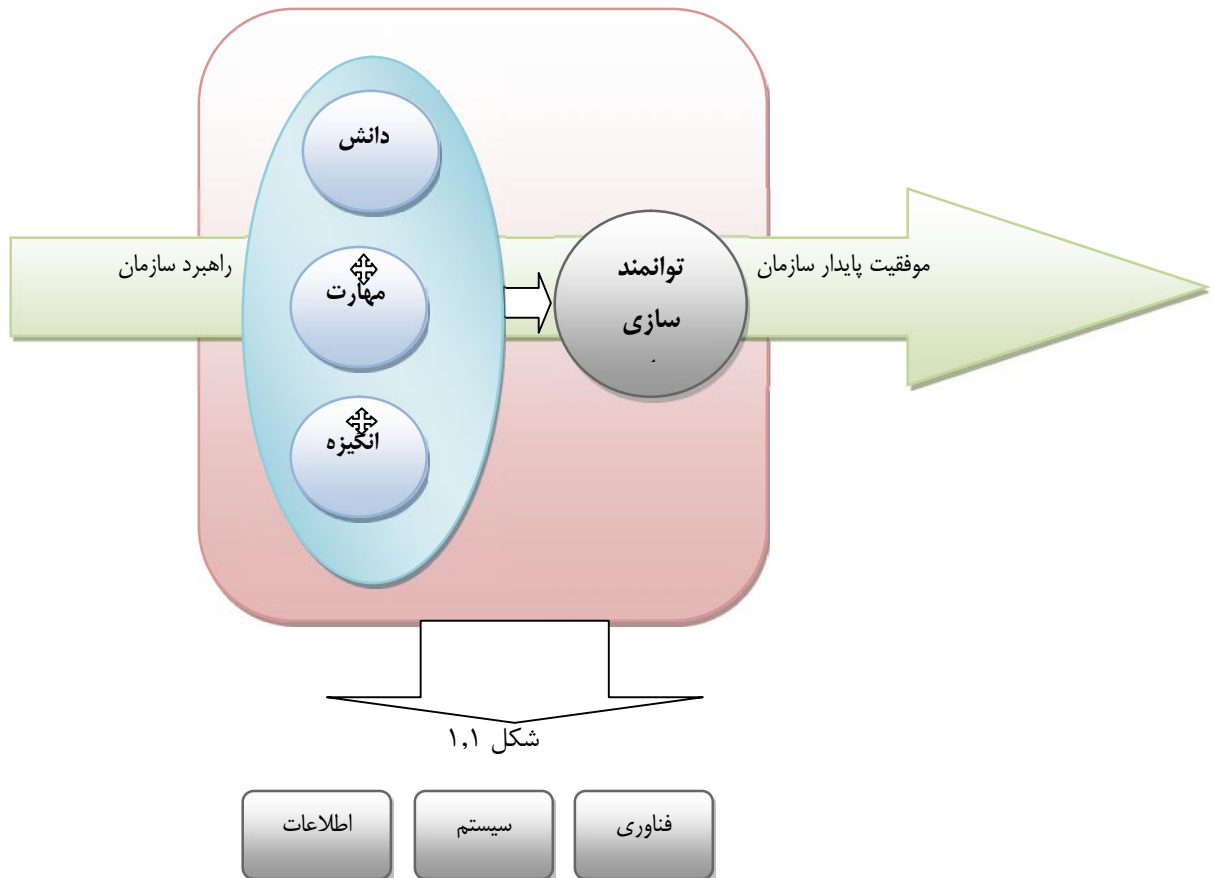 دانش
راهبرد سازمان
مهارت
انگیزه
توانمند
سازی
موفقیت پایدار سازمان
شکل ۱,۱
فناوری
سیستم
اطلاعات